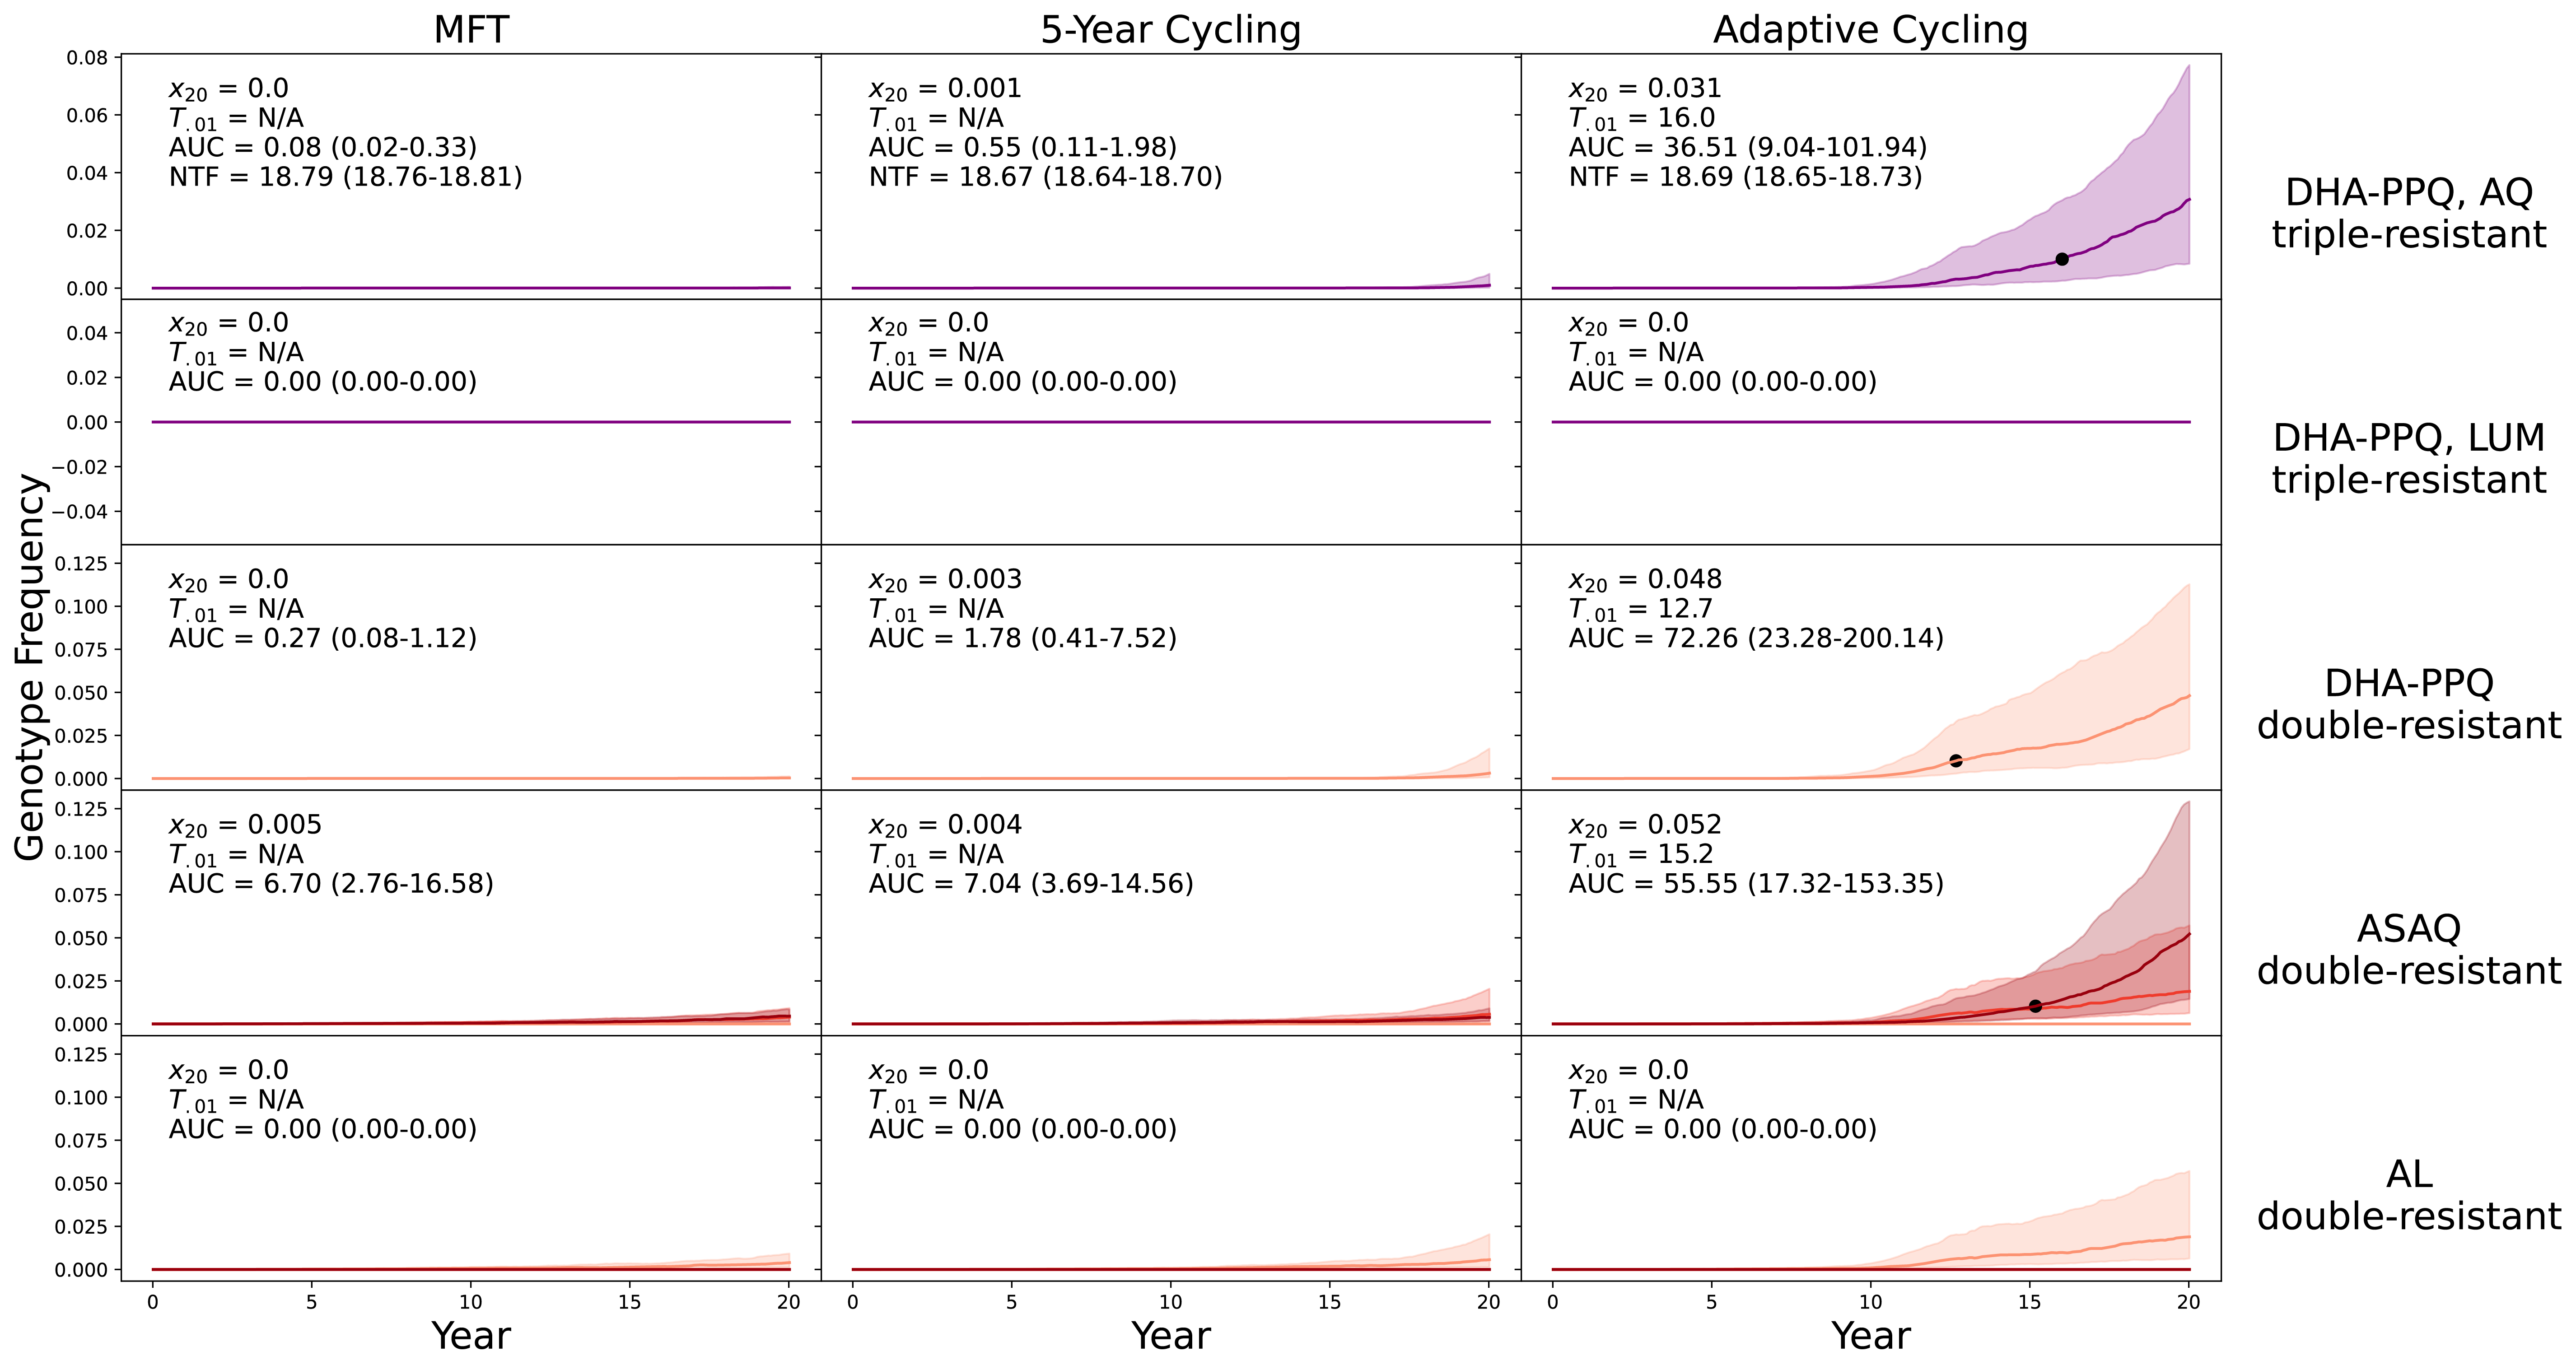 MFT
5-Year Cycling
Adaptive Cycling
Genotype Frequency
0.08
0.06
0.04
0.02
0.00
x20 = 0.0
T.01 = N/A
AUC = 0.08 (0.02-0.33)
NTF = 18.79 (18.76-18.81)
x20 = 0.001
T.01 = N/A
AUC = 0.55 (0.11-1.98)
NTF = 18.67 (18.64-18.70)
x20 = 0.031
T.01 = 16.0
AUC = 36.51 (9.04-101.94)
NTF = 18.69 (18.65-18.73)
DHA-PPQ, AQ
triple-resistant
0.04
0.02
0.00
−0.02
−0.04
x20 = 0.0
T.01 = N/A
AUC = 0.00 (0.00-0.00)
x20 = 0.0
T.01 = N/A
AUC = 0.00 (0.00-0.00)
x20 = 0.0
T.01 = N/A
AUC = 0.00 (0.00-0.00)
DHA-PPQ, LUM
triple-resistant
0.125
0.100
0.075
0.050
0.025
0.000
x20 = 0.0
T.01 = N/A
AUC = 0.27 (0.08-1.12)
x20 = 0.003
T.01 = N/A
AUC = 1.78 (0.41-7.52)
x20 = 0.048
T.01 = 12.7
AUC = 72.26 (23.28-200.14)
DHA-PPQ
double-resistant
0.125
0.100
0.075
0.050
0.025
0.000
x20 = 0.005
T.01 = N/A
AUC = 6.70 (2.76-16.58)
x20 = 0.004
T.01 = N/A
AUC = 7.04 (3.69-14.56)
x20 = 0.052
T.01 = 15.2
AUC = 55.55 (17.32-153.35)
ASAQ
double-resistant
0.125
0.100
0.075
0.050
0.025
0.000
x20 = 0.0
T.01 = N/A
AUC = 0.00 (0.00-0.00)
x20 = 0.0
T.01 = N/A
AUC = 0.00 (0.00-0.00)
x20 = 0.0
T.01 = N/A
AUC = 0.00 (0.00-0.00)
AL
double-resistant
0 5 10 15 20
0 5 10 15 20
0 5 10 15 20
Year
Year
Year